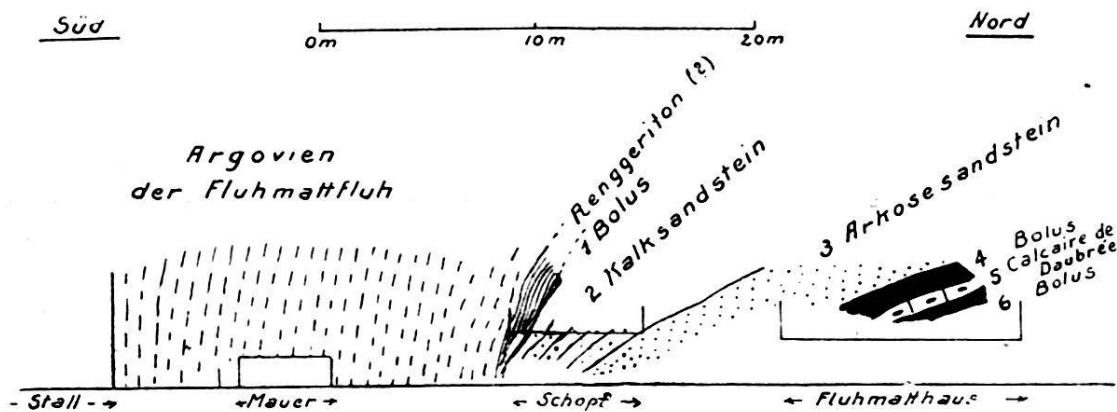 Süd
Nord
0m 10m 20m
Argovien
der Fluhmattfluh
Renggeriton (?)
1 Bolus
2 Kalksandstein
3 Arkosesandstein
4 Bolus
5 Calcaire de
Daubrée
6 Bolus
- Stall -
Mauer
Schopf
Fluhmatthaus